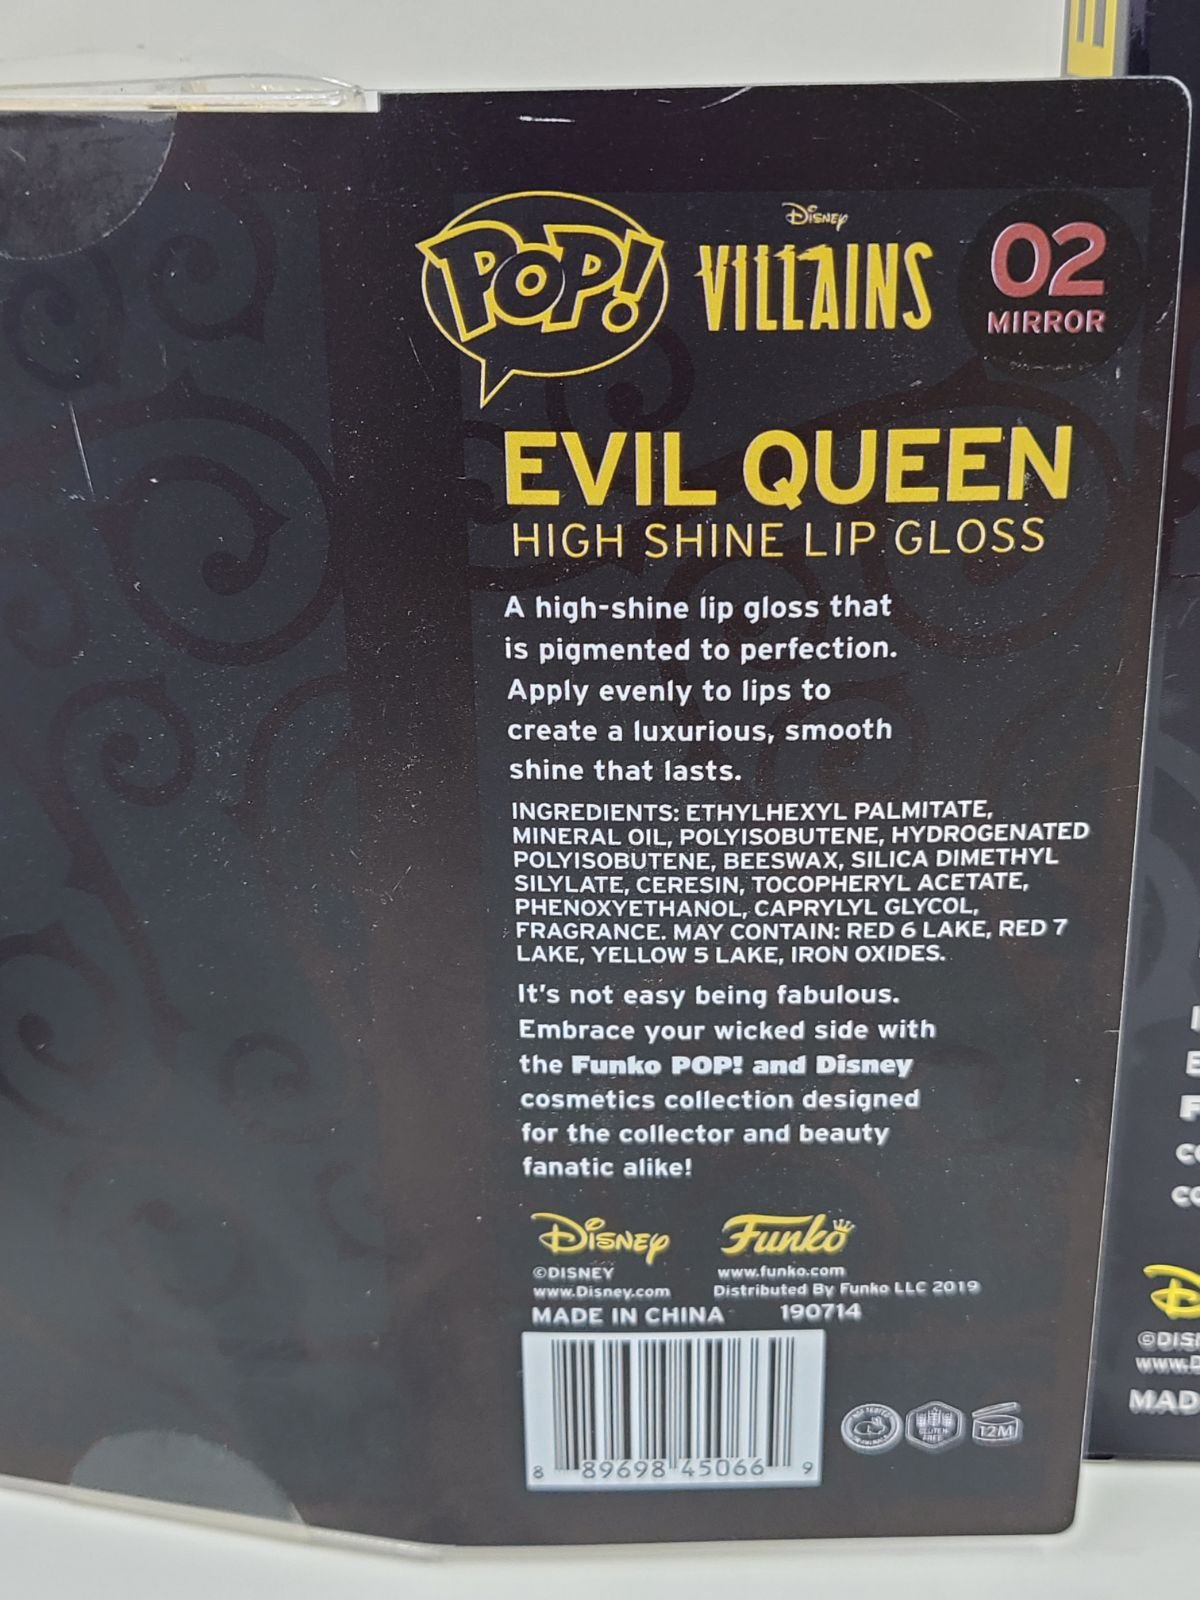 POP!
Disney
VILLAINS
02
MIRROR
EVIL QUEEN
HIGH SHINE LIP GLOSS
A high-shine lip gloss that
is pigmented to perfection.
Apply evenly to lips to
create a luxurious, smooth
shine that lasts.
INGREDIENTS: ETHYLHEXYL PALMITATE,
MINERAL OIL, POLYISOBUTENE, HYDROGENATED
POLYISOBUTENE, BEESWAX, SILICA DIMETHYL
SILYLATE, CERESIN, TOCOPHERYL ACETATE,
PHENOXYETHANOL, CAPRYLYL GLYCOL,
FRAGRANCE. MAY CONTAIN: RED 6 LAKE, RED 7
LAKE, YELLOW 5 LAKE, IRON OXIDES.
It's not easy being fabulous.
Embrace your wicked side with
the Funko POP! and Disney
cosmetics collection designed
for the collector and beauty
fanatic alike!
Disney Funko
©DISNEY www.funko.com
www.Disney.com Distributed By Funko LLC 2019
MADE IN CHINA 190714
8 89698 45066 9
GLUTEN
FREE
12M
©DIS
www.D
MAD